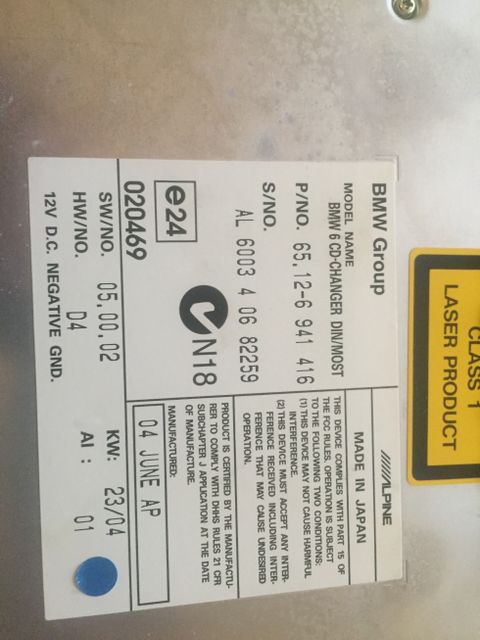 BMW Group
MODEL NAME
BMW 6 CD-CHANGER DIN/MOST
P/NO. 65.12-6 941 416
S/NO.
AL 6003 4 06 82259
e24
N18
020469
SW/NO. 05.00.02
HW/NO. D4
12V D.C. NEGATIVE GND.
ALPINE
MADE IN JAPAN
THIS DEVICE COMPLIES WITH PART 15 OF
THE FCC RULES. OPERATION IS SUBJECT
TO THE FOLLOWING TWO CONDITIONS:
(1) THIS DEVICE MAY NOT CAUSE HARMFUL
INTERFERENCE.
(2) THIS DEVICE MUST ACCEPT ANY INTER-
FERENCE RECEIVED INCLUDING INTER-
FERENCE THAT MAY CAUSE UNDESIRED
OPERATION.
PRODUCT IS CERTIFIED BY THE MANUFACTU-
RER TO COMPLY WITH DHHS RULES 21 CFR
SUBCHAPTER J APPLICATION AT THE DATE
OF MANUFACTURE.
MANUFACTURED:
04 JUNE AP
KW: 23/04
AI: 01
CLASS 1
LASER PRODUCT